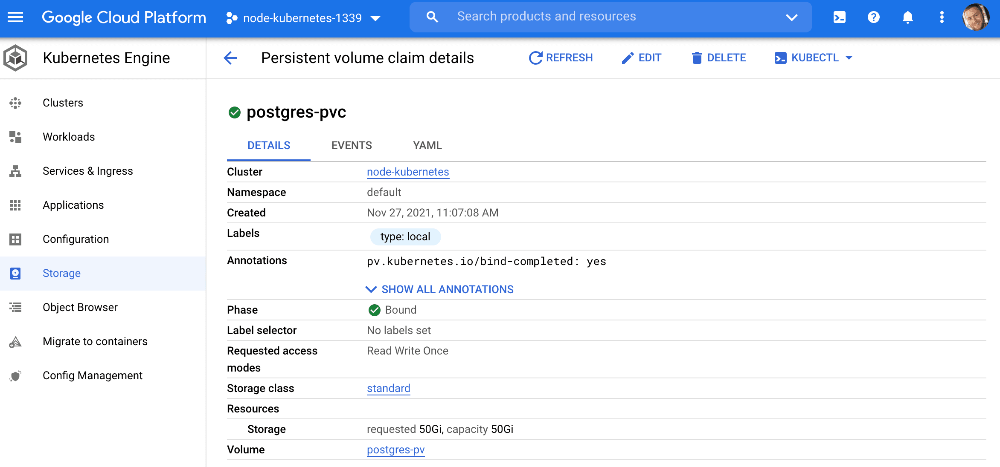 Google Cloud Platform
node-kubernetes-1339
Search products and resources
Kubernetes Engine
Persistent volume claim details
REFRESH
EDIT
DELETE
KUBECTL
Clusters
Workloads
Services & Ingress
Applications
Configuration
Storage
Object Browser
Migrate to containers
Config Management
postgres-pvc
DETAILS EVENTS YAML
Cluster node-kubernetes
Namespace default
Created Nov 27, 2021, 11:07:08 AM
Labels type: local
Annotations pv.kubernetes.io/bind-completed: yes
SHOW ALL ANNOTATIONS
Phase Bound
Label selector No labels set
Requested access Read Write Once
modes
Storage class standard
Resources
Storage requested 50Gi, capacity 50Gi
Volume postgres-pv